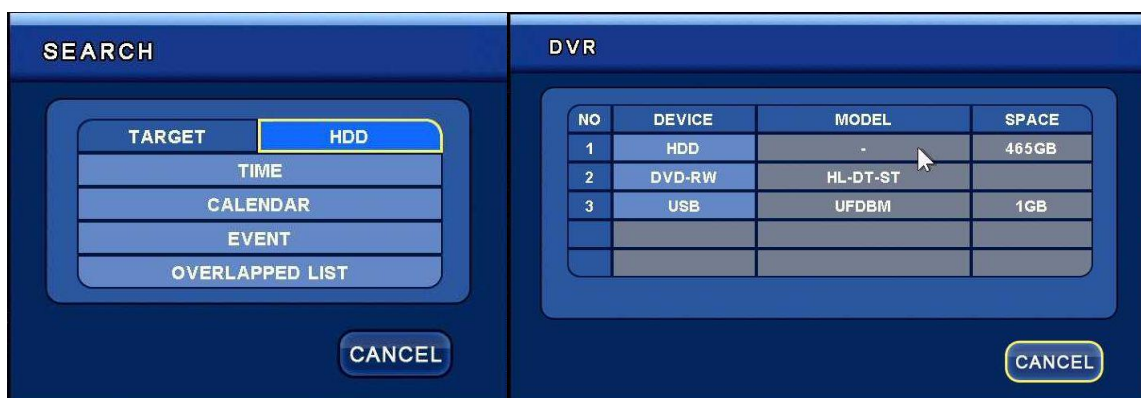 SEARCH
TARGET HDD
TIME
CALENDAR
EVENT
OVERLAPPED LIST
CANCEL
DVR
NO DEVICE MODEL SPACE
1 HDD - 465GB
2 DVD-RW HL-DT-ST
3 USB UFDBM 1GB
CANCEL